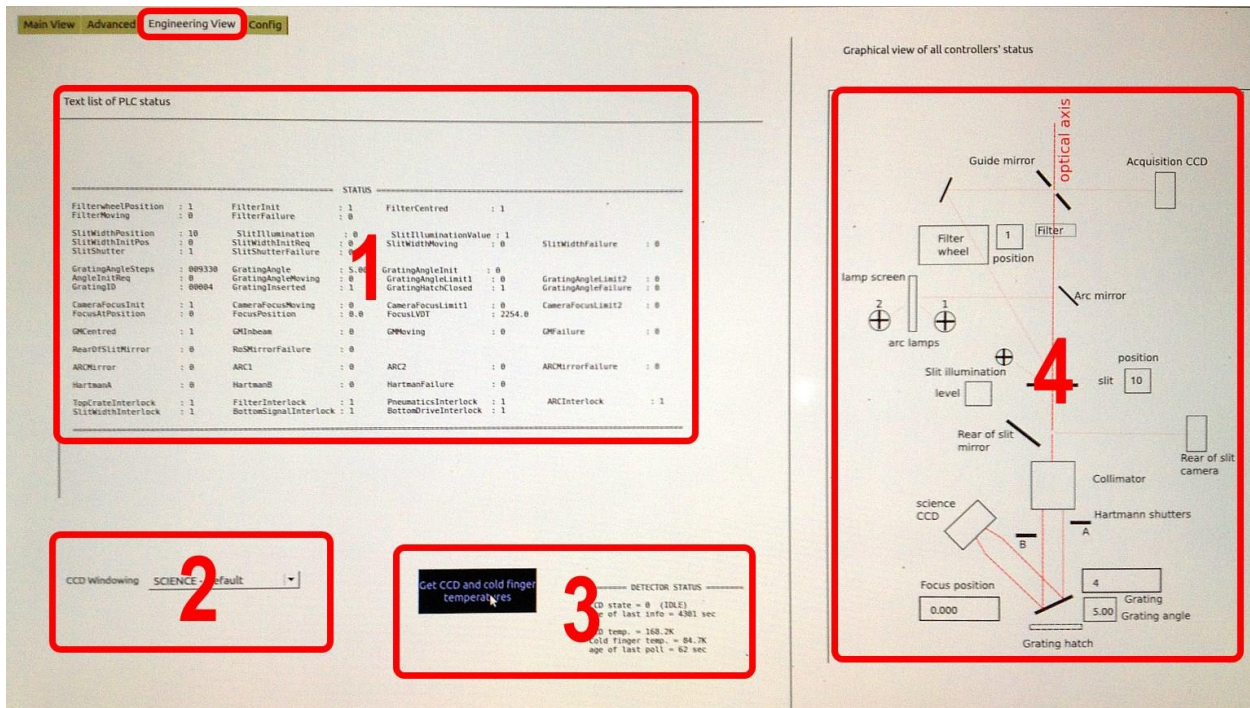 Main View Advanced Engineering View Config
Text list of PLC status
STATUS
FilterwheelPosition : 1 FilterInit : 1 FilterCentred : 1
FilterMoving : 0 FilterFailure : 0
SlitWidthPosition : 10 SlitIllumination : 0 SlitIlluminationValue : 1
SlitWidthInitPos : 0 SlitWidthInitReq : 0 SlitWidthMoving : 0 SlitWidthFailure : 0
SlitShutter : 1 SlitShutterFailure : 0
GratingAngleSteps : 009330 GratingAngle : 5.00 GratingAngleInit : 0
AngleInitReq : 0 GratingAngleMoving : 0 GratingAngleLimit1 : 0 GratingAngleLimit2 : 0
GratingID : 00004 GratingInserted : 1 GratingHatchClosed : 1 GratingAngleFailure : 0
CameraFocusInit : 1 CameraFocusMoving : 0 CameraFocusLimit1 : 0 CameraFocusLimit2 : 0
FocusAtPosition : 0 FocusPosition : 0.0 FocusLVDT : 2254.0
GMCentred : 1 GMInbeam : 0 GMMoving : 0 GMFailure : 0
RearOfSlitMirror : 0 RoSMirrorFailure : 0
ARCMirror : 0 ARC1 : 0 ARC2 : 0 ARCMirrorFailure : 0
HartmanA : 0 HartmanB : 0 HartmanFailure : 0
TopCrateInterlock : 1 FilterInterlock : 1 PneumaticsInterlock : 1 ARCInterlock : 1
SlitWidthInterlock : 1 BottomSignalInterlock : 1 BottomDriveInterlock : 1
1
CCD Windowing SCIENCE -
2
Get CCD and cold finger
temperatures
DETECTOR STATUS
state = 0 (IDLE)
of last info = 4301 sec
temp. = 168.2K
cold finger temp. = 84.7K
age of last poll = 62 sec
3
Graphical view of all controllers' status
optical axis
Guide mirror
Acquisition CCD
Filter
wheel
1
position
Filter
lamp screen
2
1
arc lamps
Arc mirror
Slit illumination
level
position
slit 10
4
Rear of slit
mirror
Rear of slit
camera
Collimator
science
CCD
Hartmann shutters
A
B
Focus position
0.000
4
Grating
5.00
Grating angle
Grating hatch